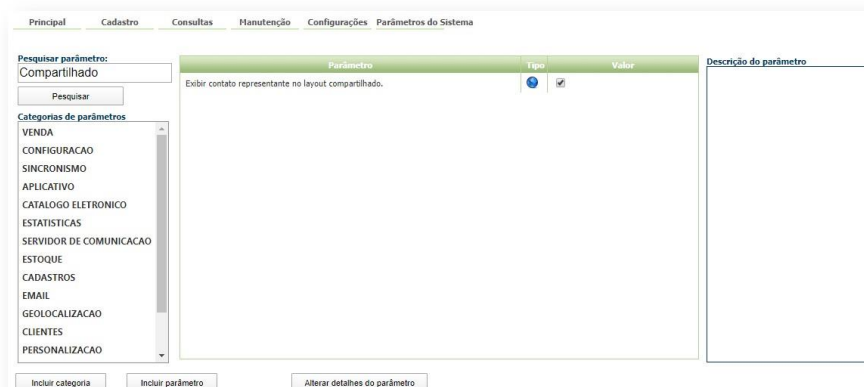 Principal Cadastro Consultas Manutenção Configurações Parâmetros do Sistema
Pesquisar parâmetro:
Compartilhado
Pesquisar
Categorias de parâmetros
VENDA
CONFIGURACAO
SINCRONISMO
APLICATIVO
CATALOGO ELETRONICO
ESTATISTICAS
SERVIDOR DE COMUNICACAO
ESTOQUE
CADASTROS
EMAIL
GEOLOCALIZACAO
CLIENTES
PERSONALIZACAO
Parâmetro Tipo Valor
Exibir contato representante no layout compartilhado.
Descrição do parâmetro
Incluir categoria Incluir parâmetro Alterar detalhes do parâmetro